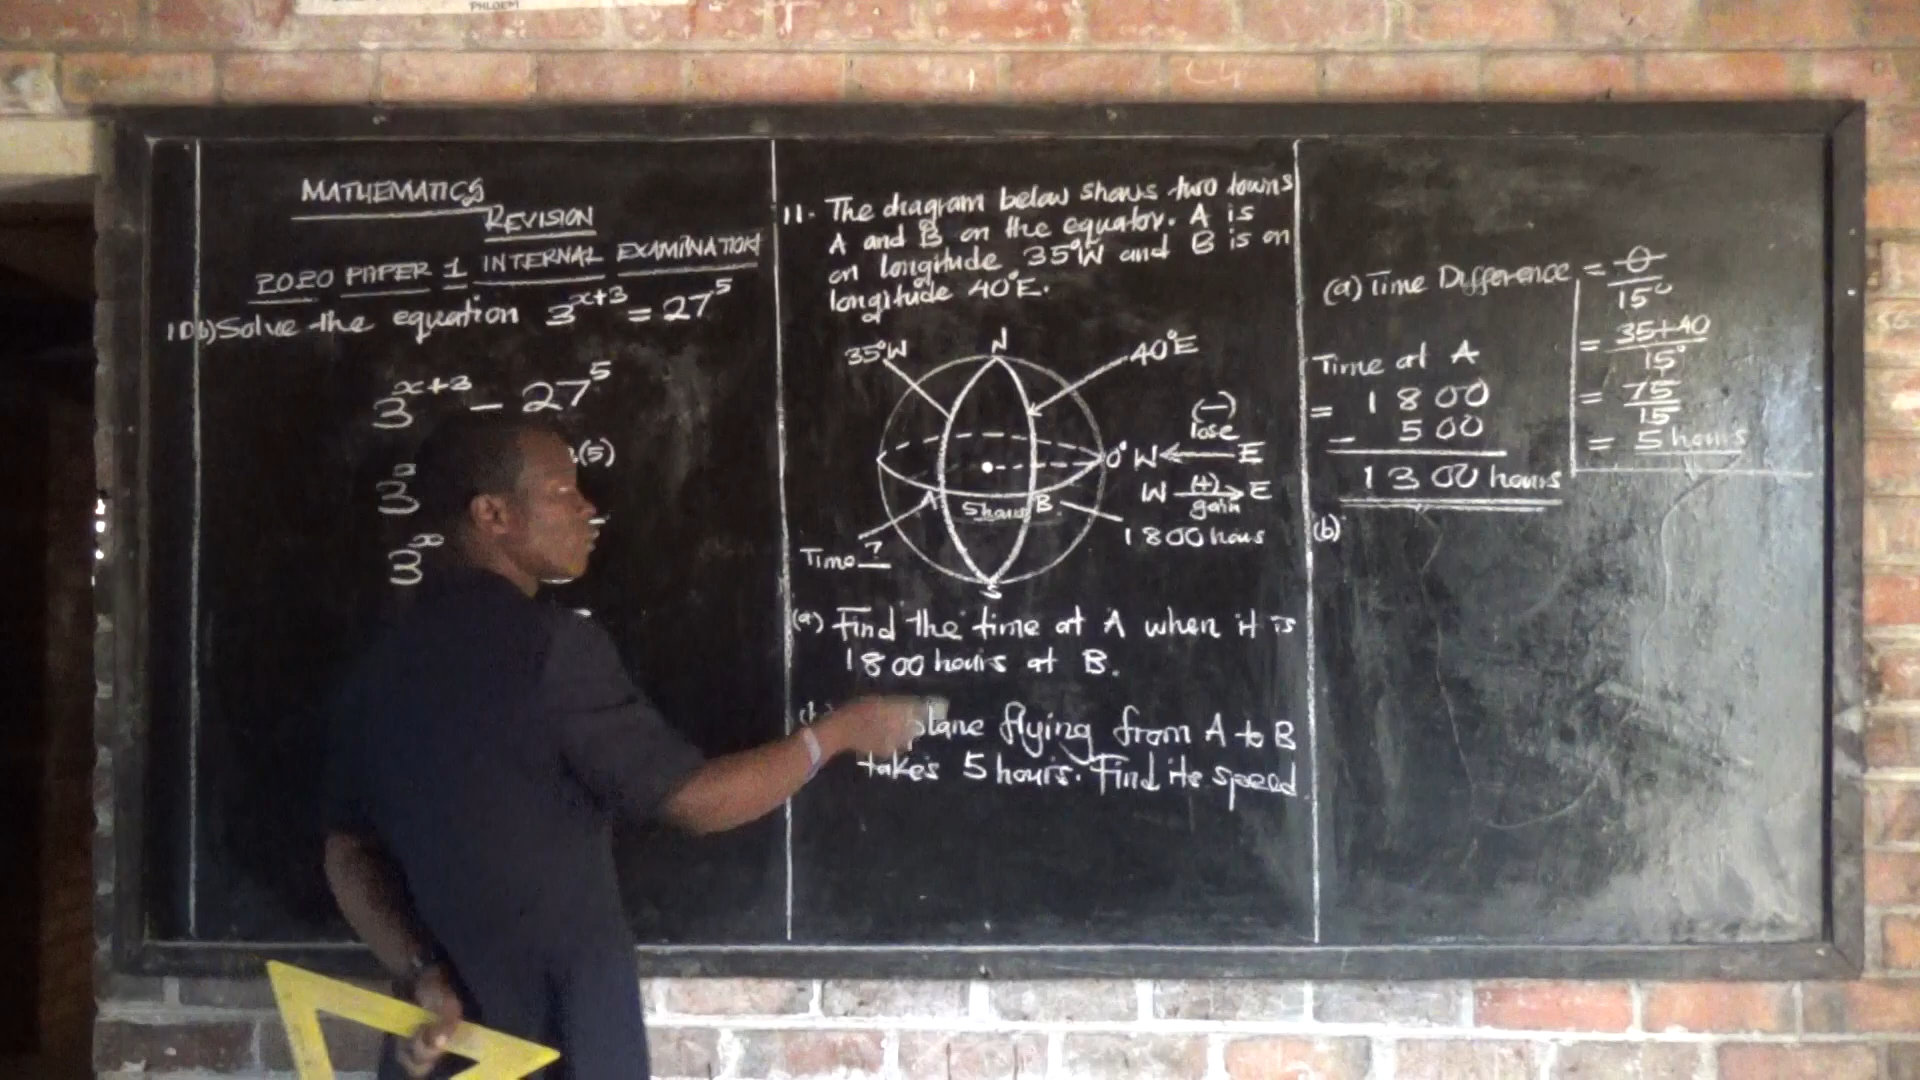 PHLOEM
MATHEMATICS
REVISION
2020 PAPER 1 INTERNAL EXAMINATION
10b) Solve the equation 3^{x+3} = 27^5
3^{x+3} - 27^5
3
(5)
3^x
11. The diagram below shows two towns
A and B on the equator. A is
on longitude 35°W and B is on
longitude 40°E.
35°W
N
40°E
(-)
lose
0°
W ← E
W (+) → E
gain
A
5 hours
B
1800 hours
Time ?
S
(a) Find the time at A when it is
1800 hours at B.
plane flying from A to B
takes 5 hours. Find its speed
(a) Time Difference = θ/15°
= 35+40/15°
= 75/15
= 5 hours
Time at A
= 1800
- 500
1300 hours
(b)